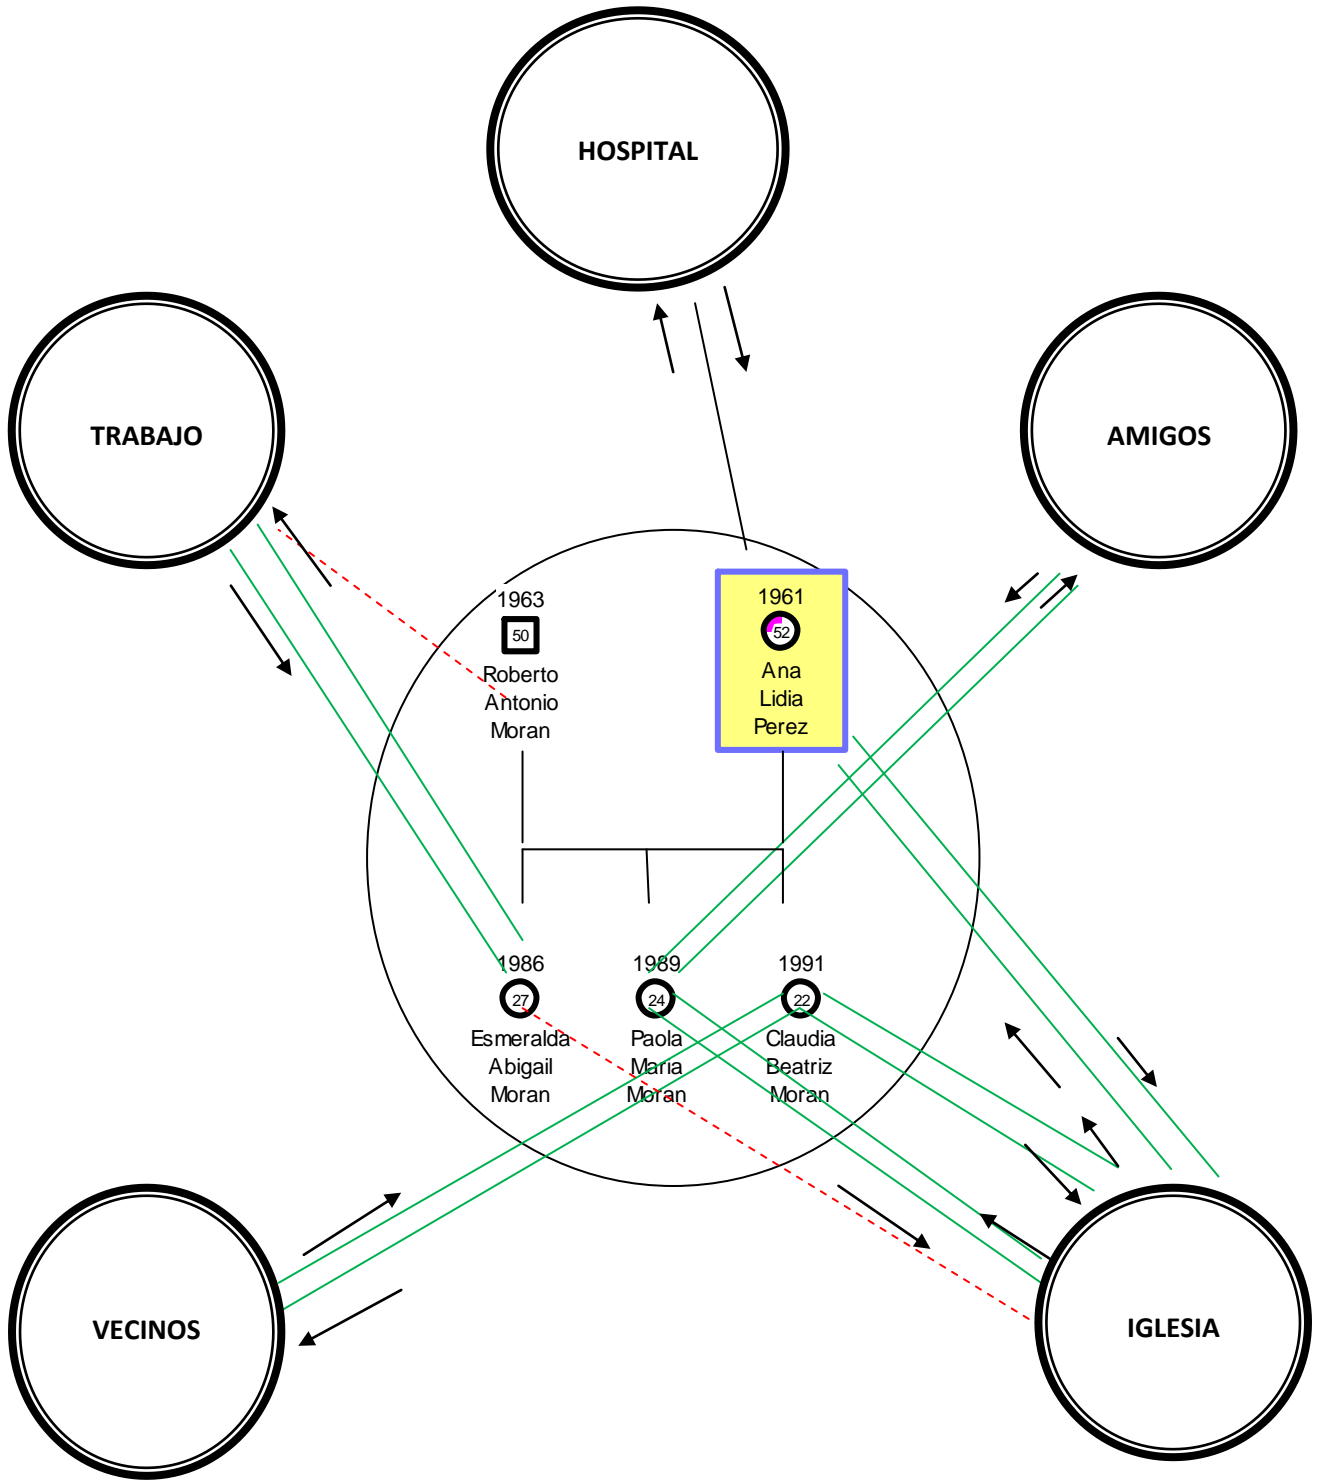 HOSPITAL
TRABAJO
AMIGOS
1963
50
Roberto
Antonio
Moran
1961
52
Ana
Lidia
Perez
1986
27
Esmeralda
Abigail
Moran
1989
24
Paola
Maria
Moran
1991
22
Claudia
Beatriz
Moran
VECINOS
IGLESIA